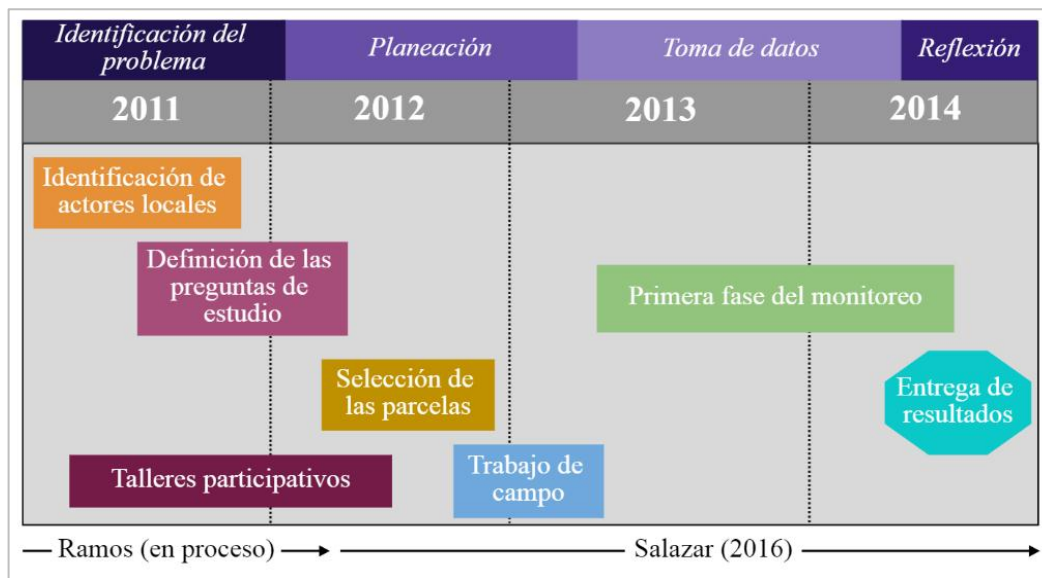 Identificación del
problema
Planeación
Toma de datos
Reflexión
2011
2012
2013
2014
Identificación de
actores locales
Definición de las
preguntas de
estudio
Primera fase del monitoreo
Selección de
las parcelas
Entrega de
resultados
Talleres participativos
Trabajo de
campo
Ramos (en proceso)
Salazar (2016)